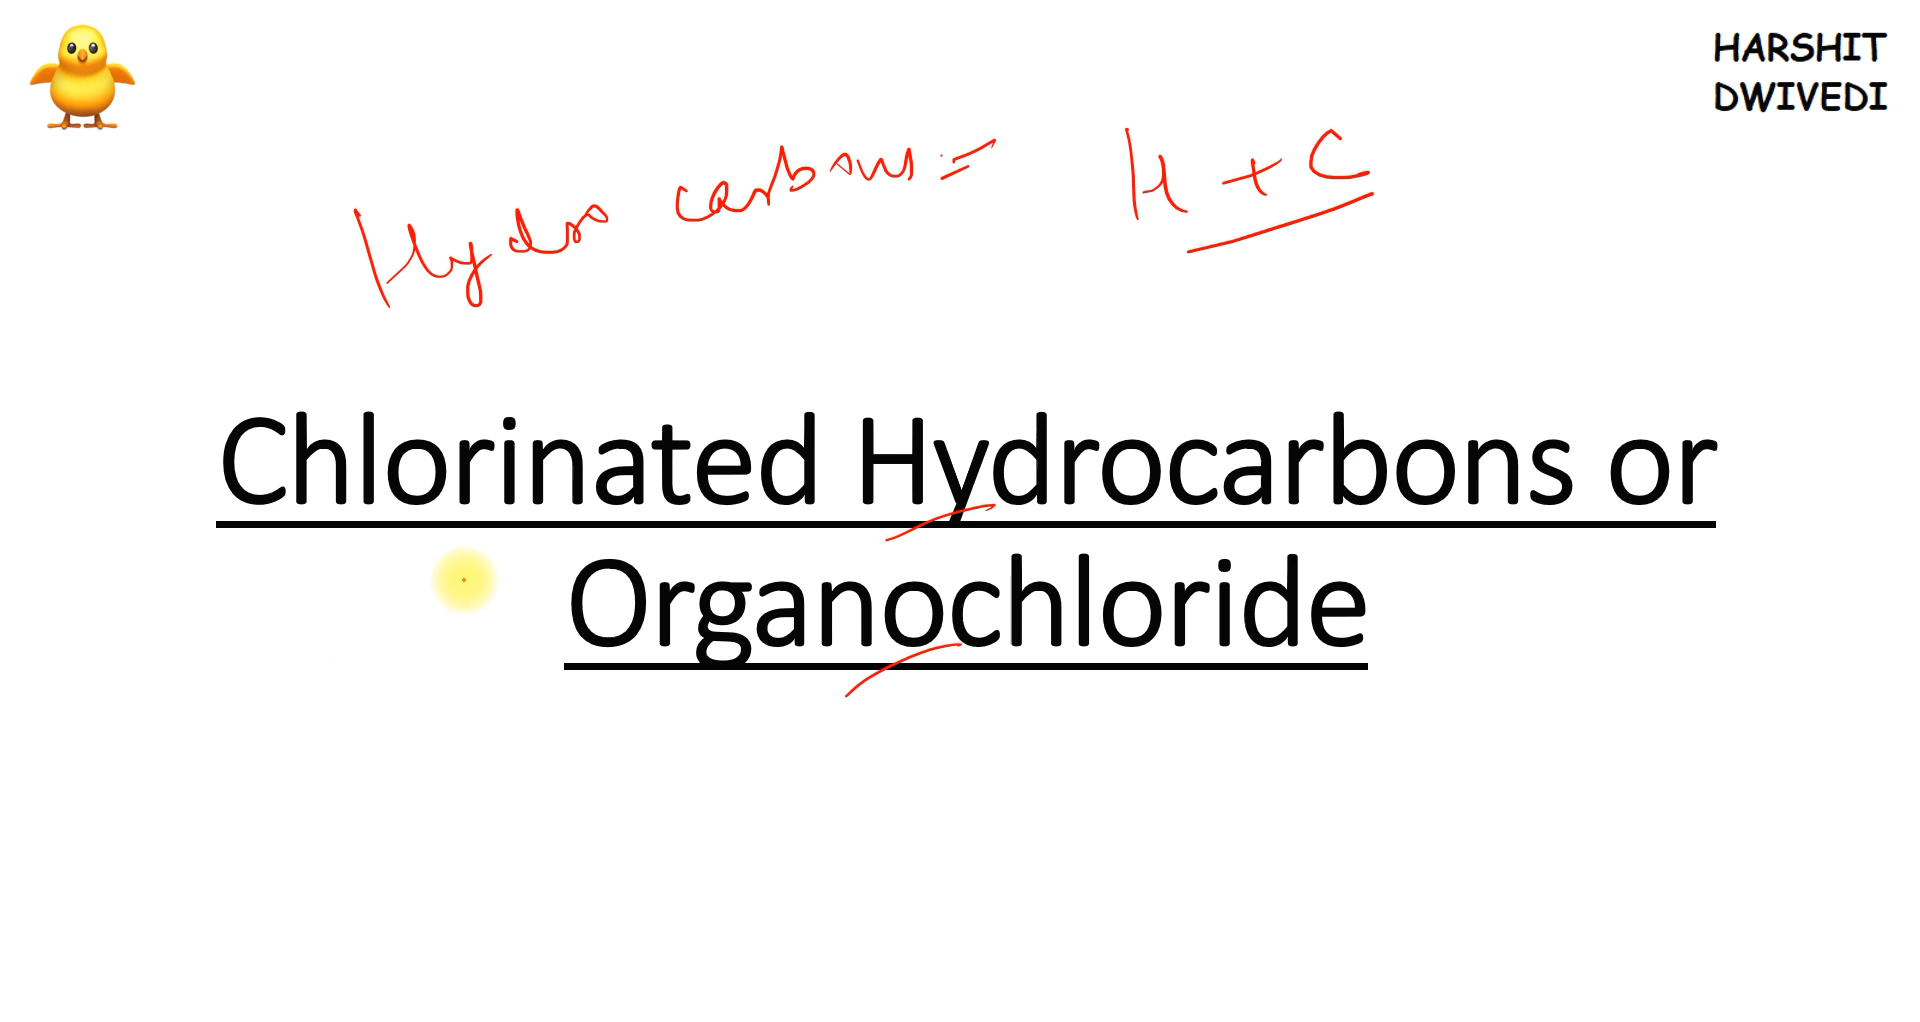 HARSHIT
DWIVEDI
Hydro carbons = H + C
Chlorinated Hydrocarbons or
Organochloride